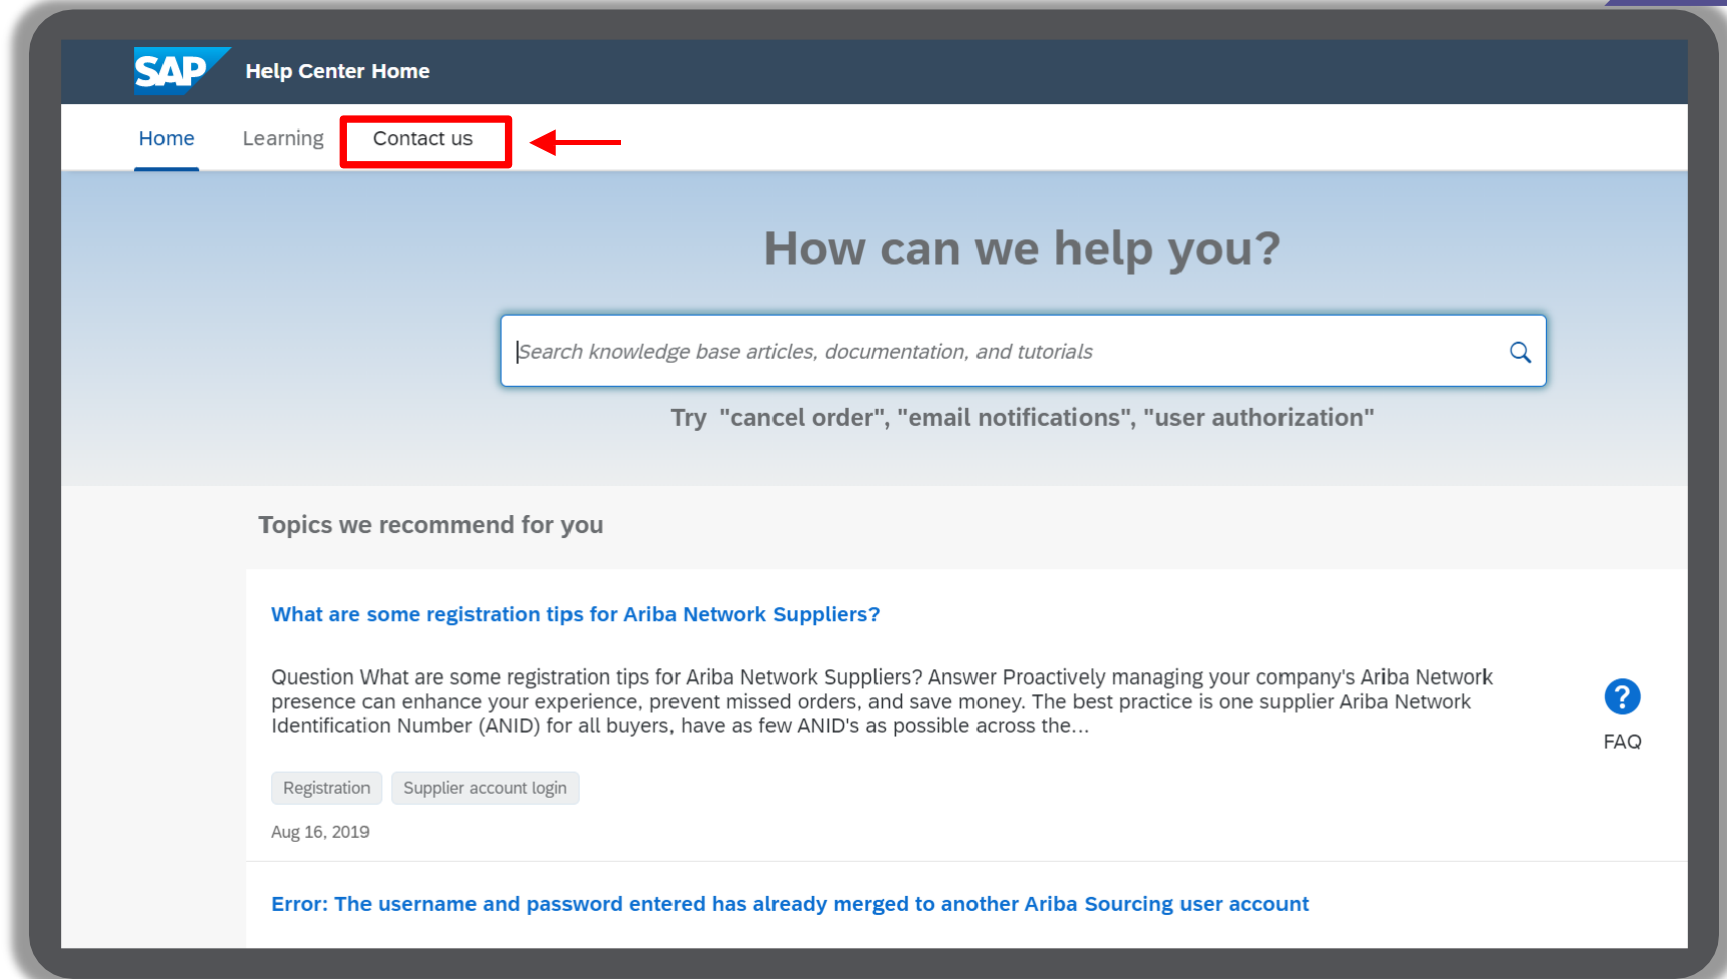 SAP Help Center Home
Home Learning Contact us
How can we help you?
Search knowledge base articles, documentation, and tutorials
Try "cancel order", "email notifications", "user authorization"
Topics we recommend for you
What are some registration tips for Ariba Network Suppliers?
Question What are some registration tips for Ariba Network Suppliers? Answer Proactively managing your company's Ariba Network
presence can enhance your experience, prevent missed orders, and save money. The best practice is one supplier Ariba Network
Identification Number (ANID) for all buyers, have as few ANID's as possible across the...
?
FAQ
Registration Supplier account login
Aug 16, 2019
Error: The username and password entered has already merged to another Ariba Sourcing user account